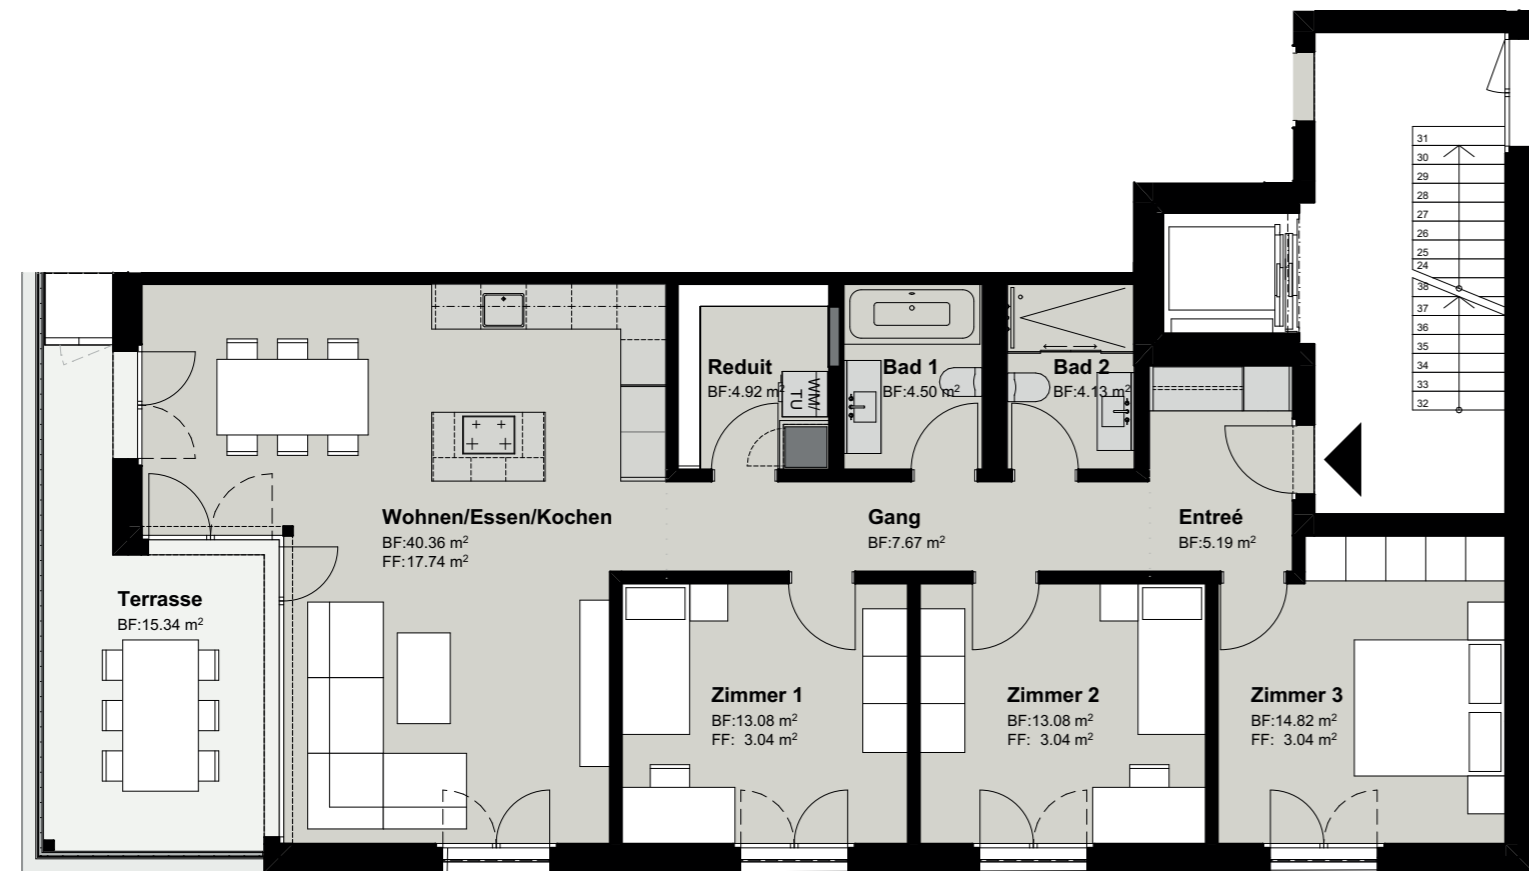 31
30
29
28
27
26
25
24
38
37
36
35
34
33
32
Reduit
BF:4.92 m²
WM/
TU
Bad 1
BF:4.50 m²
Bad 2
BF:4.13 m²
Wohnen/Essen/Kochen
BF:40.36 m²
FF:17.74 m²
Gang
BF:7.67 m²
Entreé
BF:5.19 m²
Terrasse
BF:15.34 m²
Zimmer 1
BF:13.08 m²
FF: 3.04 m²
Zimmer 2
BF:13.08 m²
FF: 3.04 m²
Zimmer 3
BF:14.82 m²
FF: 3.04 m²